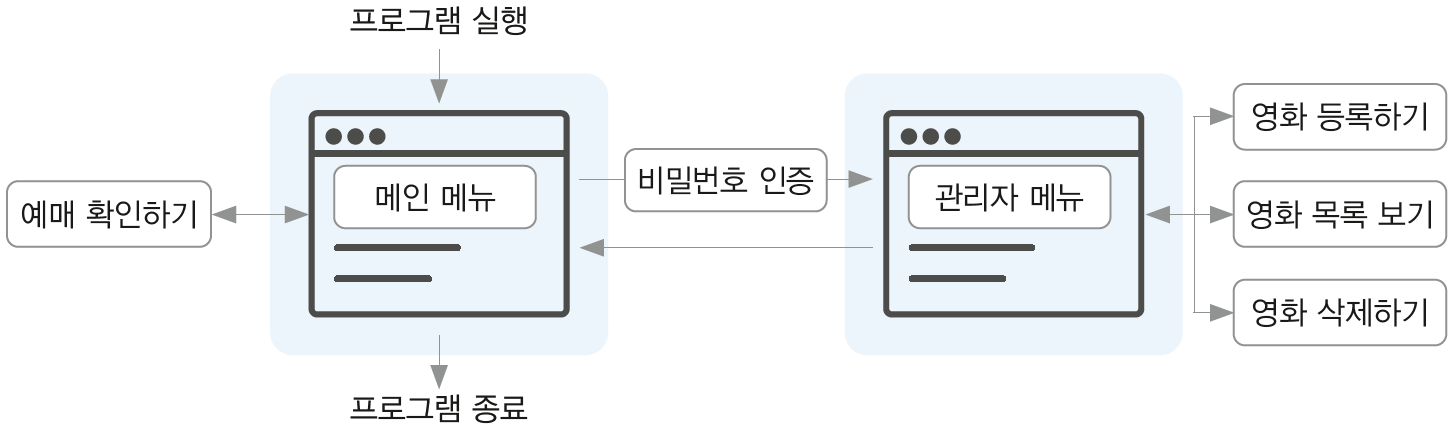 프로그램 실행
예매 확인하기
메인 메뉴
비밀번호 인증
관리자 메뉴
영화 등록하기
영화 목록 보기
영화 삭제하기
프로그램 종료